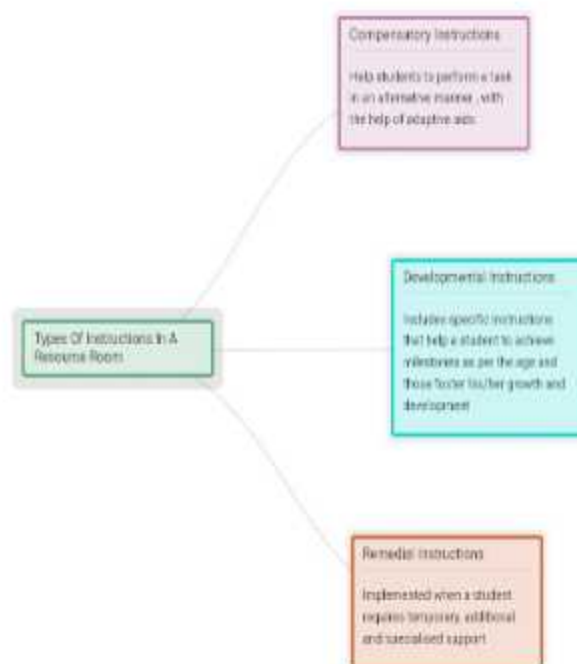 Compensatory Instructions
Help students to perform a task
in an alternative manner , with
the help of adaptive aids
Developmental Instructions
Includes specific instructions
that help a student to achieve
milestones as per the age and
those foster his/her growth and
development
Types Of Instructions In A
Resource Room
Remedial Instructions
Implemented when a student
requires temporary, additional
and specialised support